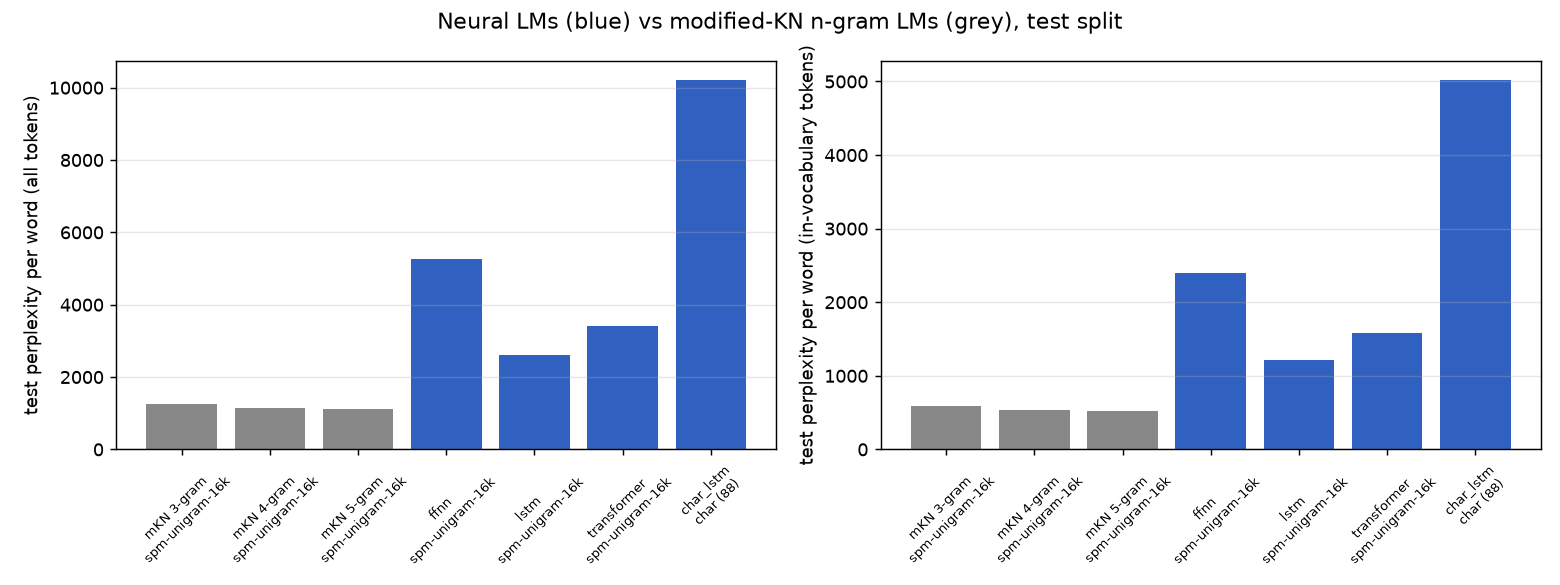 Neural LMs (blue) vs modified-KN n-gram LMs (grey), test split
test perplexity per word (all tokens)
10000
8000
6000
4000
2000
0
mKN 3-gram
spm-unigram-16k
mKN 4-gram
spm-unigram-16k
mKN 5-gram
spm-unigram-16k
ffnn
spm-unigram-16k
lstm
spm-unigram-16k
transformer
spm-unigram-16k
char_lstm
char (88)
test perplexity per word (in-vocabulary tokens)
5000
4000
3000
2000
1000
0
mKN 3-gram
spm-unigram-16k
mKN 4-gram
spm-unigram-16k
mKN 5-gram
spm-unigram-16k
ffnn
spm-unigram-16k
lstm
spm-unigram-16k
transformer
spm-unigram-16k
char_lstm
char (88)